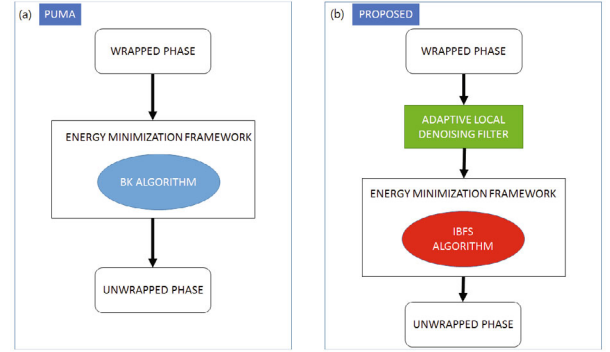 (a) PUMA
WRAPPED PHASE
ENERGY MINIMIZATION FRAMEWORK
BK ALGORITHM
UNWRAPPED PHASE
(b) PROPOSED
WRAPPED PHASE
ADAPTIVE LOCAL
DENOISING FILTER
ENERGY MINIMIZATION FRAMEWORK
IBFS
ALGORITHM
UNWRAPPED PHASE